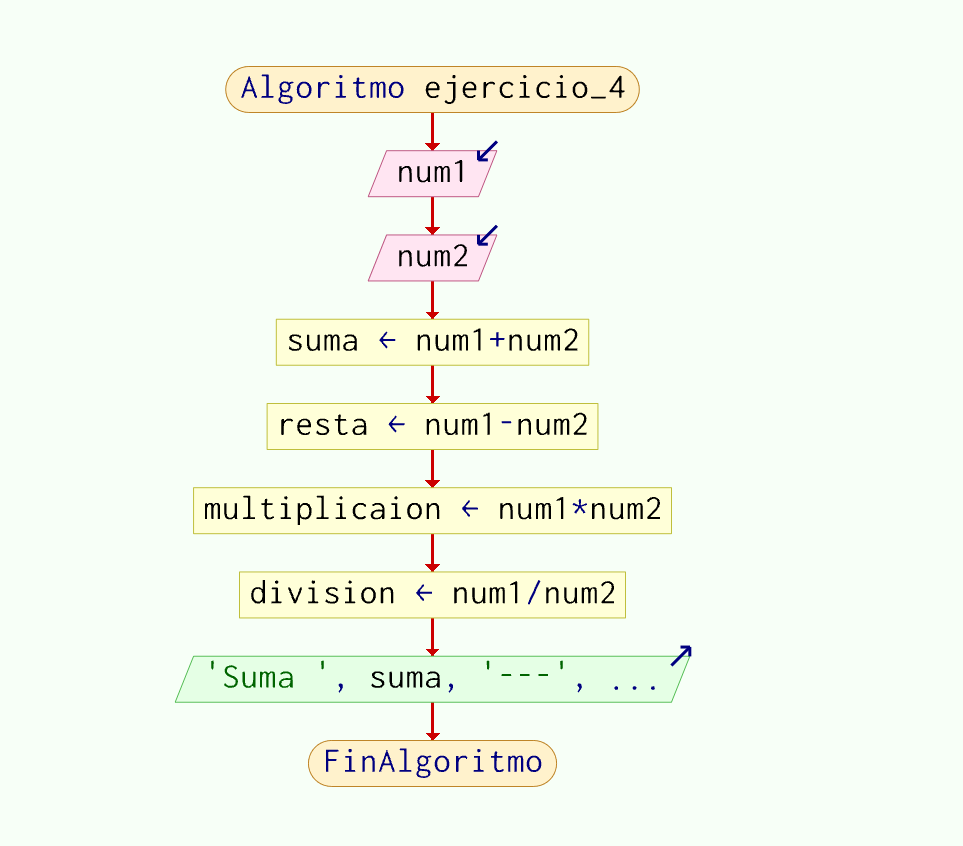 Algoritmo ejercicio_4
num1
num2
suma ← num1+num2
resta ← num1-num2
multiplicaion ← num1*num2
division ← num1/num2
'Suma ', suma, '---', ...
FinAlgoritmo